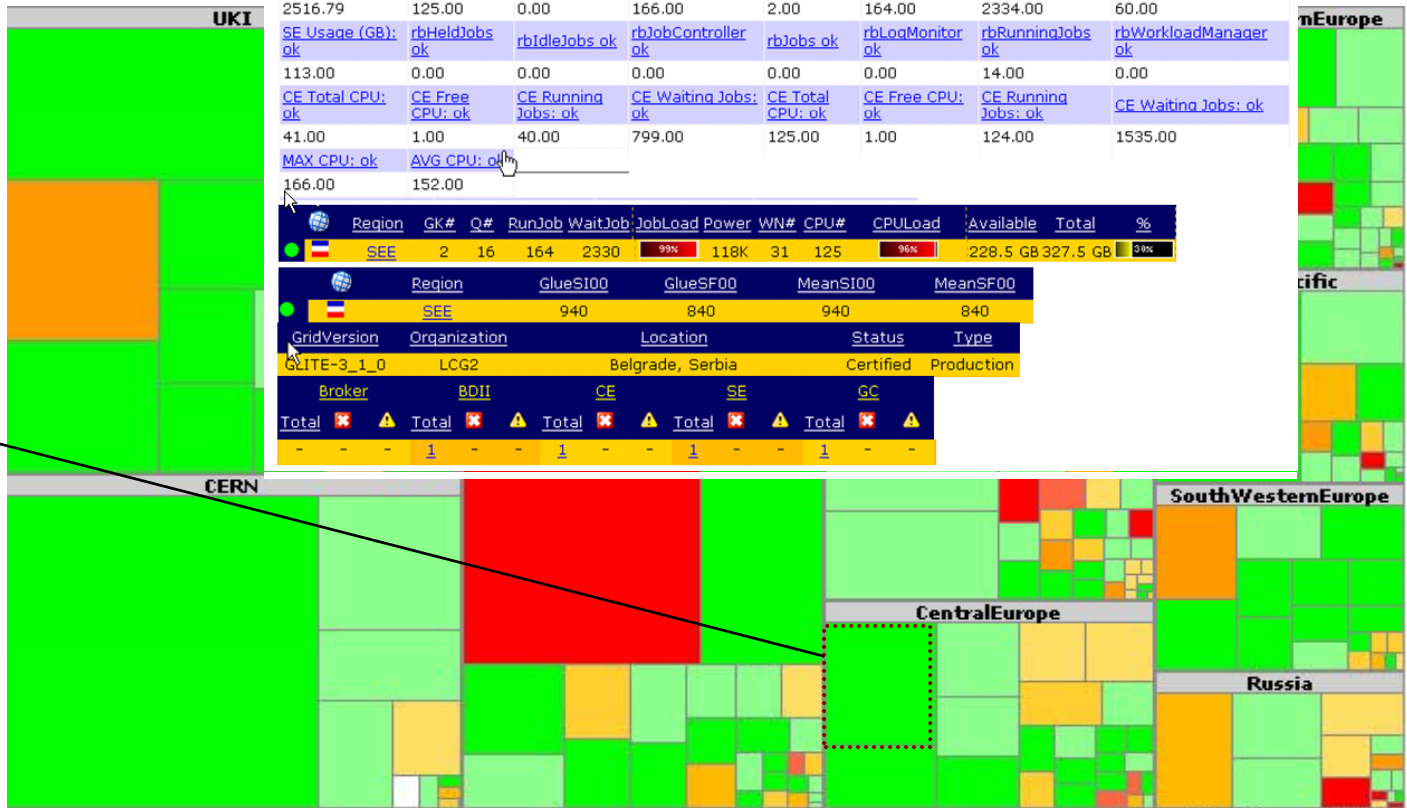 UKI
2516.79 125.00 0.00 166.00 2.00 164.00 2334.00 60.00
SE Usage (GB): ok rbHeldJobs ok rbIdleJobs ok rbJobController ok rbJobs ok rbLogMonitor ok rbRunningJobs ok rbWorkloadManager ok
113.00 0.00 0.00 0.00 0.00 0.00 14.00 0.00
CE Total CPU: ok CE Free CPU: ok CE Running Jobs: ok CE Waiting Jobs: ok CE Total CPU: ok CE Free CPU: ok CE Running Jobs: ok CE Waiting Jobs: ok
41.00 1.00 40.00 799.00 125.00 1.00 124.00 1535.00
MAX CPU: ok AVG CPU: ok
166.00 152.00
Region GK# Q# RunJob WaitJob JobLoad Power WN# CPU# CPULoad Available Total %
SEE 2 16 164 2330 99% 118K 31 125 96% 228.5 GB 327.5 GB 30%
Region GlueSI00 GlueSF00 MeanSI00 MeanSF00
SEE 940 840 940 840
GridVersion Organization Location Status Type
GLITE-3_1_0 LCG2 Belgrade, Serbia Certified Production
Broker BDII CE SE GC
Total Total Total Total Total
- - - 1 - - 1 - - 1 - - 1 - -
nEurope
cific
CERN
SouthWesternEurope
CentralEurope
Russia